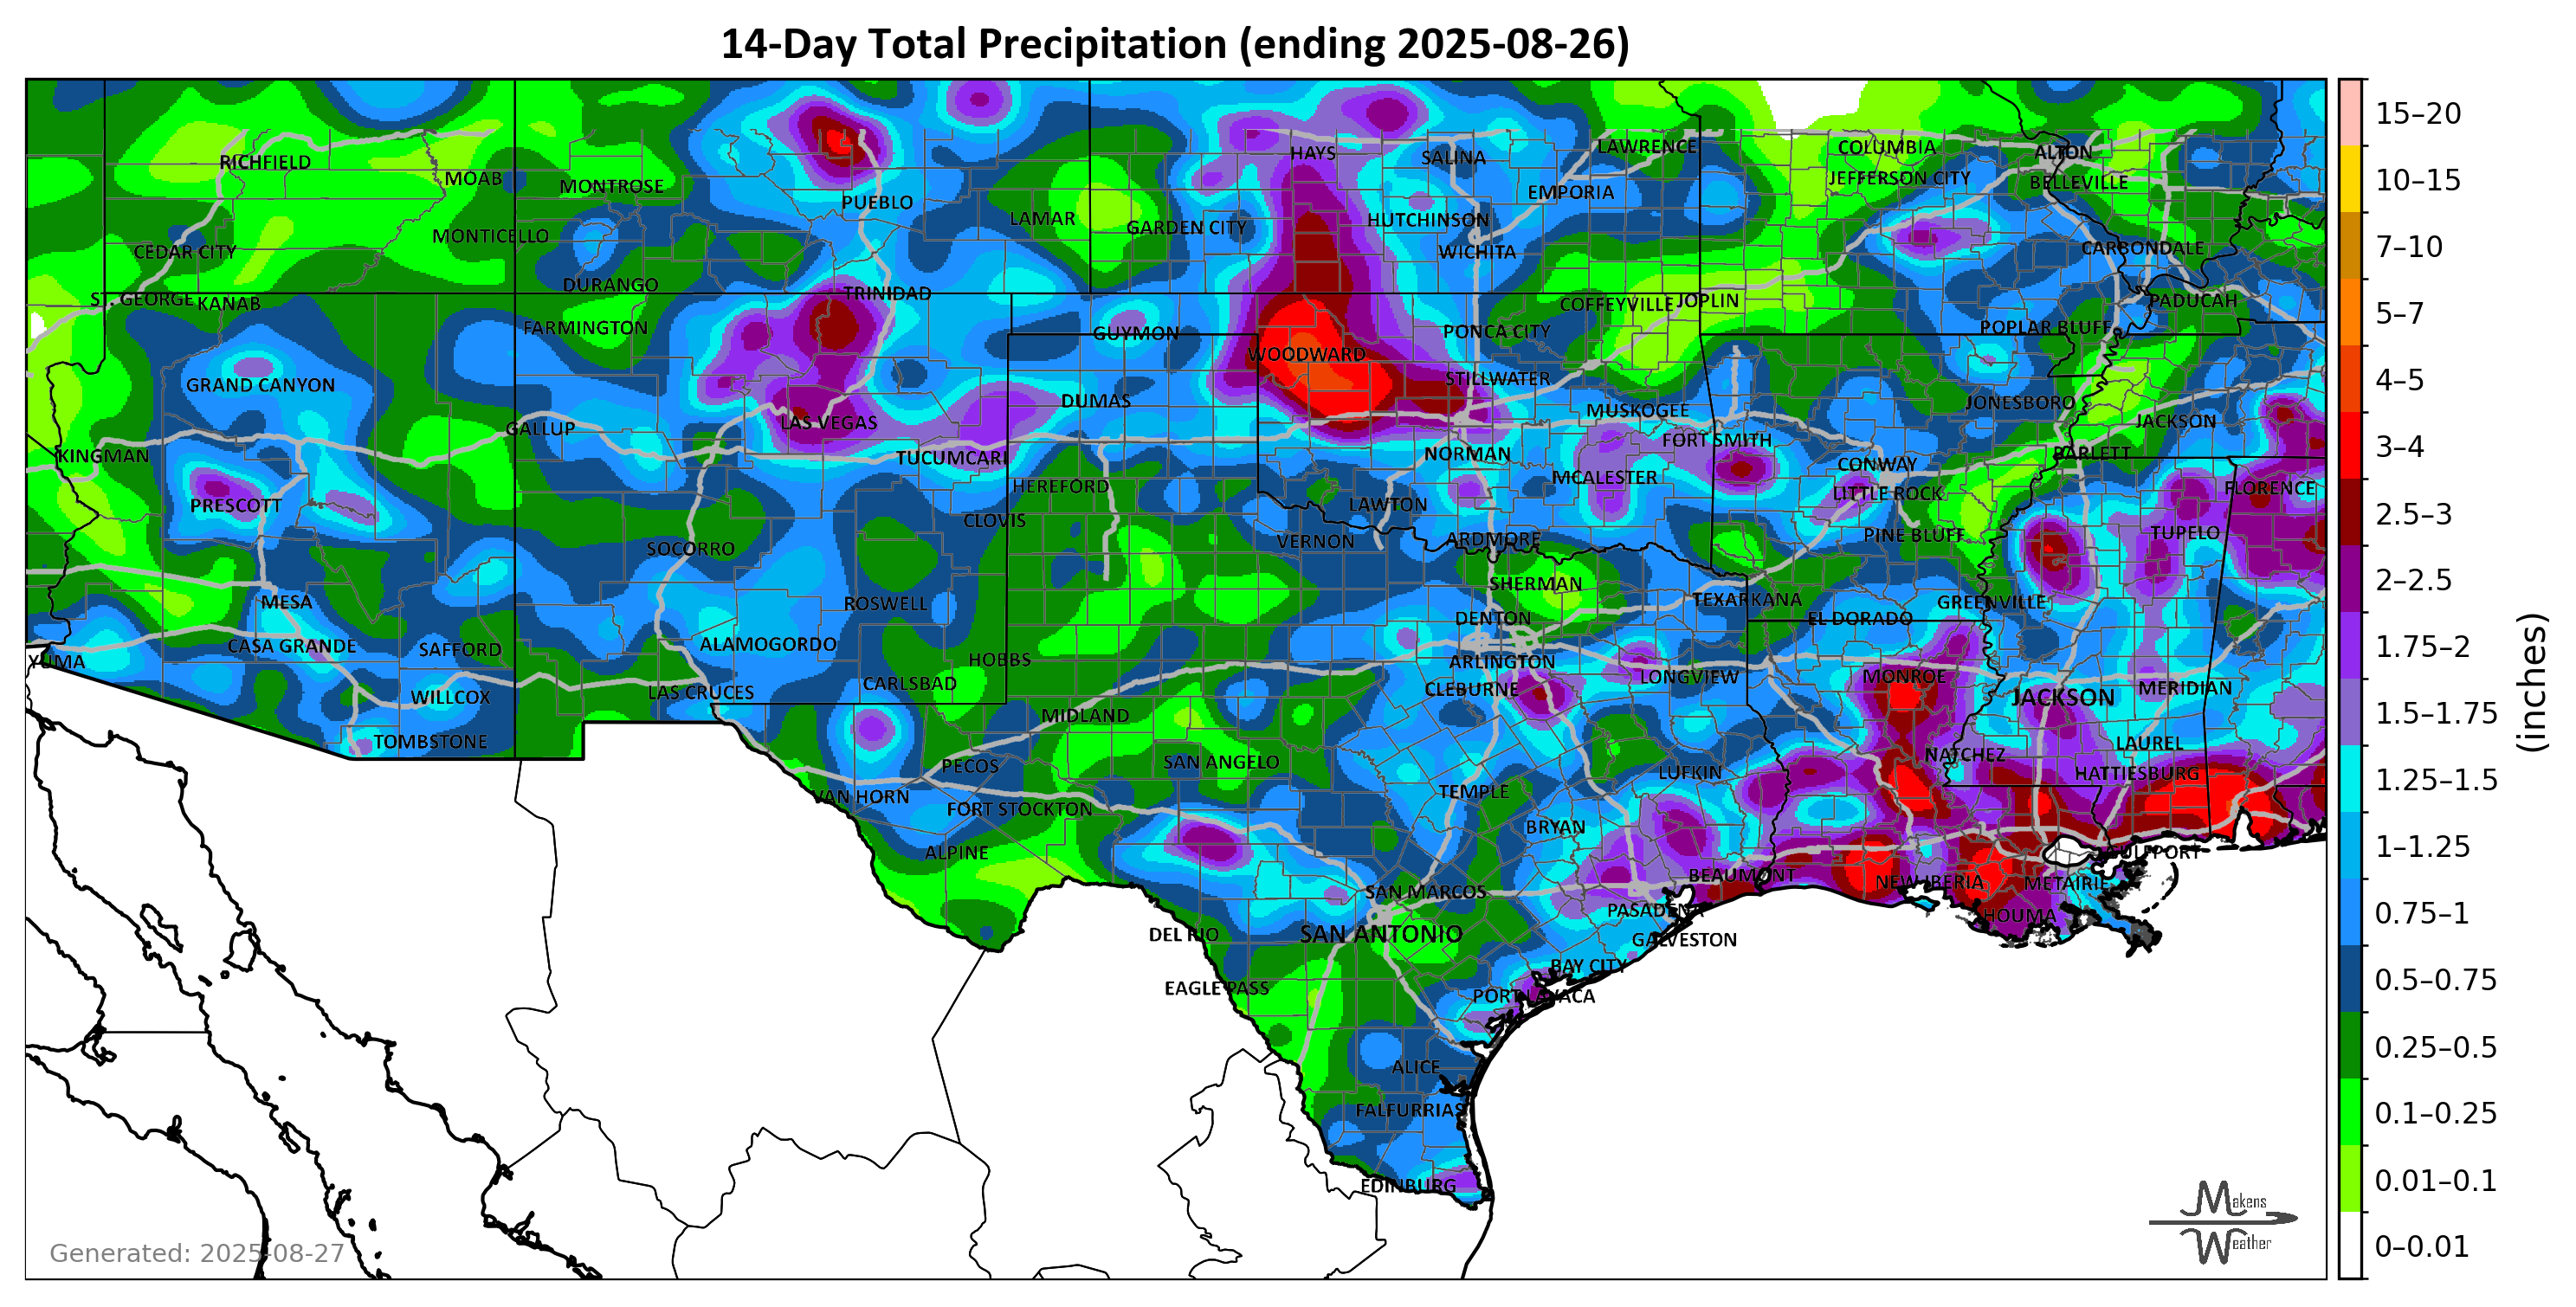 14-Day Total Precipitation (ending 2025-08-26)
HAYS
SALINA
LAWRENCE
COLUMBIA
ALTON
RICHFIELD
MOAB
MONTROSE
PUEBLO
EMPORIA
JEFFERSON CITY
BELLEVILLE
LAMAR
GARDEN CITY
HUTCHINSON
MONTICELLO
CEDAR CITY
WICHITA
CARBONDALE
DURANGO
TRINIDAD
ST. GEORGE
KANAB
COFFEYVILLE
JOPLIN
PADUCAH
FARMINGTON
GUYMON
PONCA CITY
POPLAR BLUFF
WOODWARD
GRAND CANYON
STILLWATER
DUMAS
MUSKOGEE
JONESBORO
LAS VEGAS
JACKSON
GALLUP
FORT SMITH
KINGMAN
TUCUMCARI
NORMAN
BARLETT
CONWAY
MCALESTER
HEREFORD
LITTLE ROCK
FLORENCE
PRESCOTT
LAWTON
CLOVIS
VERNON
ARDMORE
PINE BLUFF
TUPELO
SOCORRO
SHERMAN
MESA
ROSWELL
TEXARKANA
GREENVILLE
DENTON
EL DORADO
CASA GRANDE
SAFFORD
ALAMOGORDO
YUMA
HOBBS
ARLINGTON
LONGVIEW
MONROE
CARLSBAD
CLEBURNE
LAS CRUCES
WILLCOX
JACKSON
MERIDIAN
MIDLAND
TOMBSTONE
LAUREL
NATCHEZ
PECOS
SAN ANGELO
LUFKIN
HATTIESBURG
VAN HORN
FORT STOCKTON
TEMPLE
BRYAN
ALPINE
GULFPORT
BEAUMONT
NEW IBERIA
METAIRIE
SAN MARCOS
PASADENA
HOUMA
DEL RIO
SAN ANTONIO
GALVESTON
BAY CITY
EAGLE PASS
PORT LAVACA
ALICE
FALFURRIAS
EDINBURG
15–20
10–15
7–10
5–7
4–5
3–4
2.5–3
2–2.5
1.75–2
1.5–1.75
1.25–1.5
1–1.25
0.75–1
0.5–0.75
0.25–0.5
0.1–0.25
0.01–0.1
0–0.01
(inches)
Makens
Weather
Generated: 2025-08-27